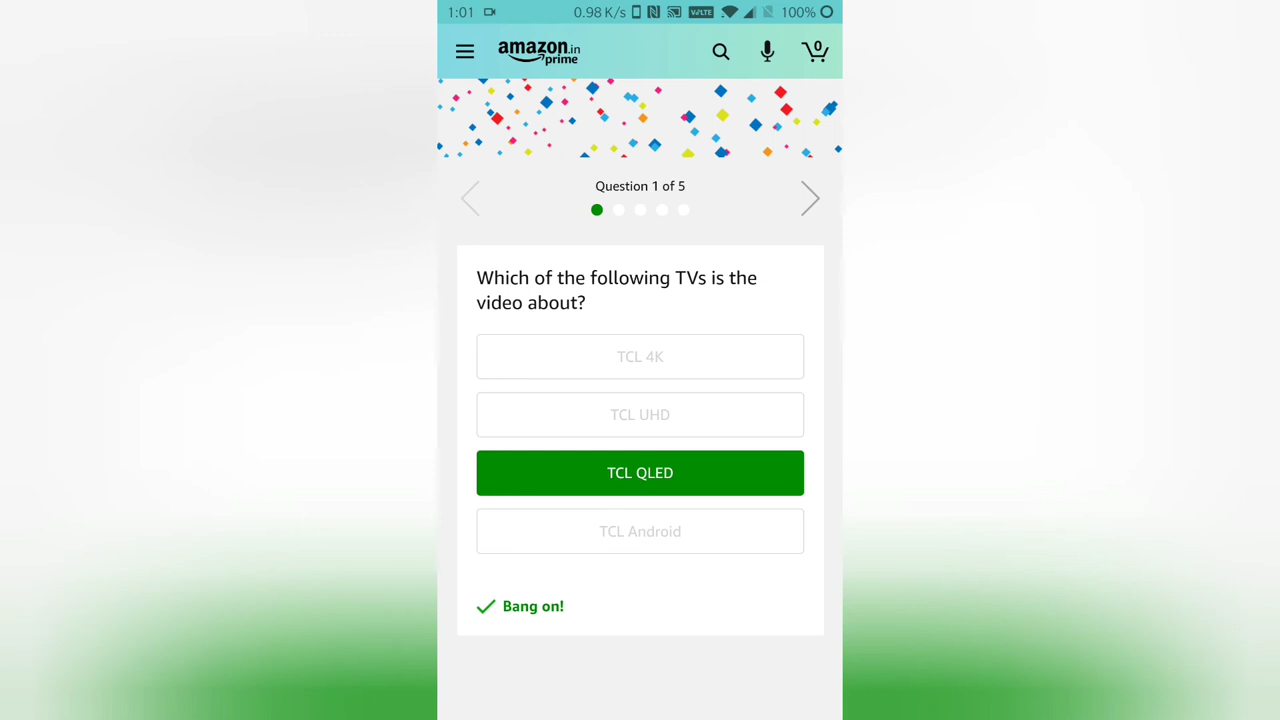 1:01 0.98 K/s VoLTE 100%
amazon.in
prime
0
Question 1 of 5
Which of the following TVs is the
video about?
TCL 4K
TCL UHD
TCL QLED
TCL Android
Bang on!